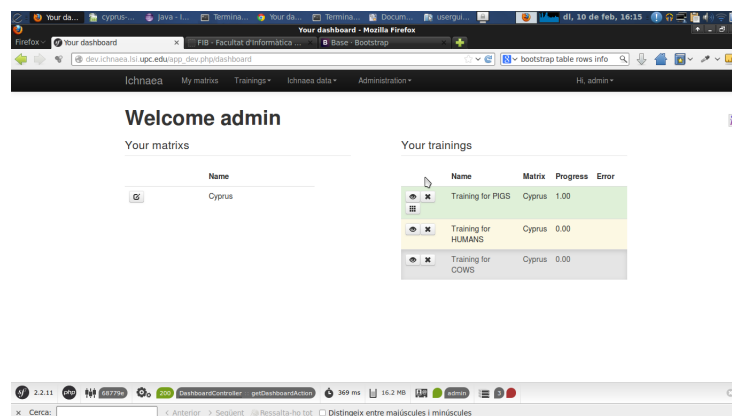 Your da... cyprus-... Java - I... Termina... Your da... Termina... Docum... usergui... dl, 10 de feb, 16:15
Your dashboard - Mozilla Firefox
Firefox Your dashboard × FIB - Facultat d'Informàtica ... × B Base · Bootstrap ×
dev.ichnaea.lsi.upc.edu/app_dev.php/dashboard bootstrap table rows info
Ichnaea My matrixs Trainings Ichnaea data Administration Hi, admin
Welcome admin
Your matrixs
Name
Cyprus
Your trainings
Name Matrix Progress Error
Training for PIGS Cyprus 1.00
Training for HUMANS Cyprus 0.00
Training for COWS Cyprus 0.00
sf 2.2.11 php 68779e 200 DashboardController getDashboardAction 369 ms 16.2 MB admin 3
× Cerca: < Anterior > Següent Ressalta-ho tot Distingeix entre majúscules i minúscules